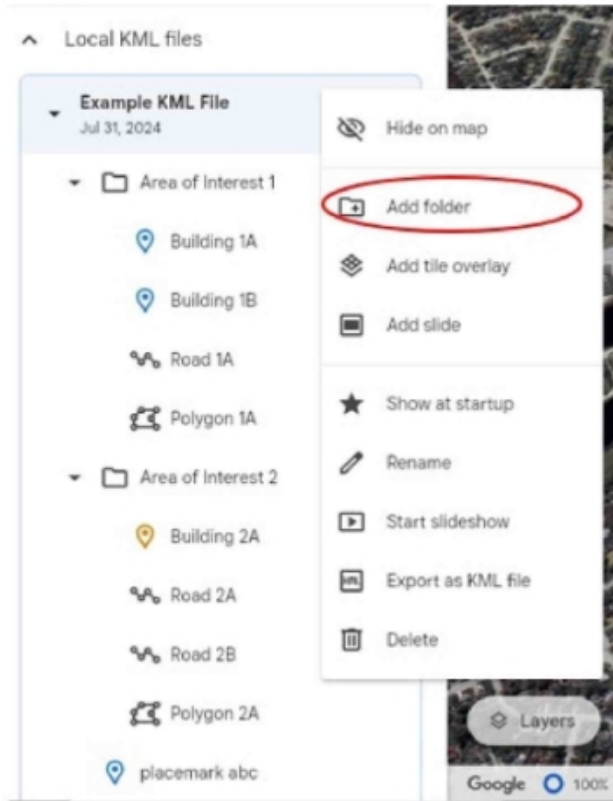 Local KML files
Example KML File
Jul 31, 2024
Area of Interest 1
Building 1A
Building 1B
Road 1A
Polygon 1A
Area of Interest 2
Building 2A
Road 2A
Road 2B
Polygon 2A
placemark abc
Hide on map
Add folder
Add tile overlay
Add slide
Show at startup
Rename
Start slideshow
Export as KML file
Delete
Layers
Google 100%